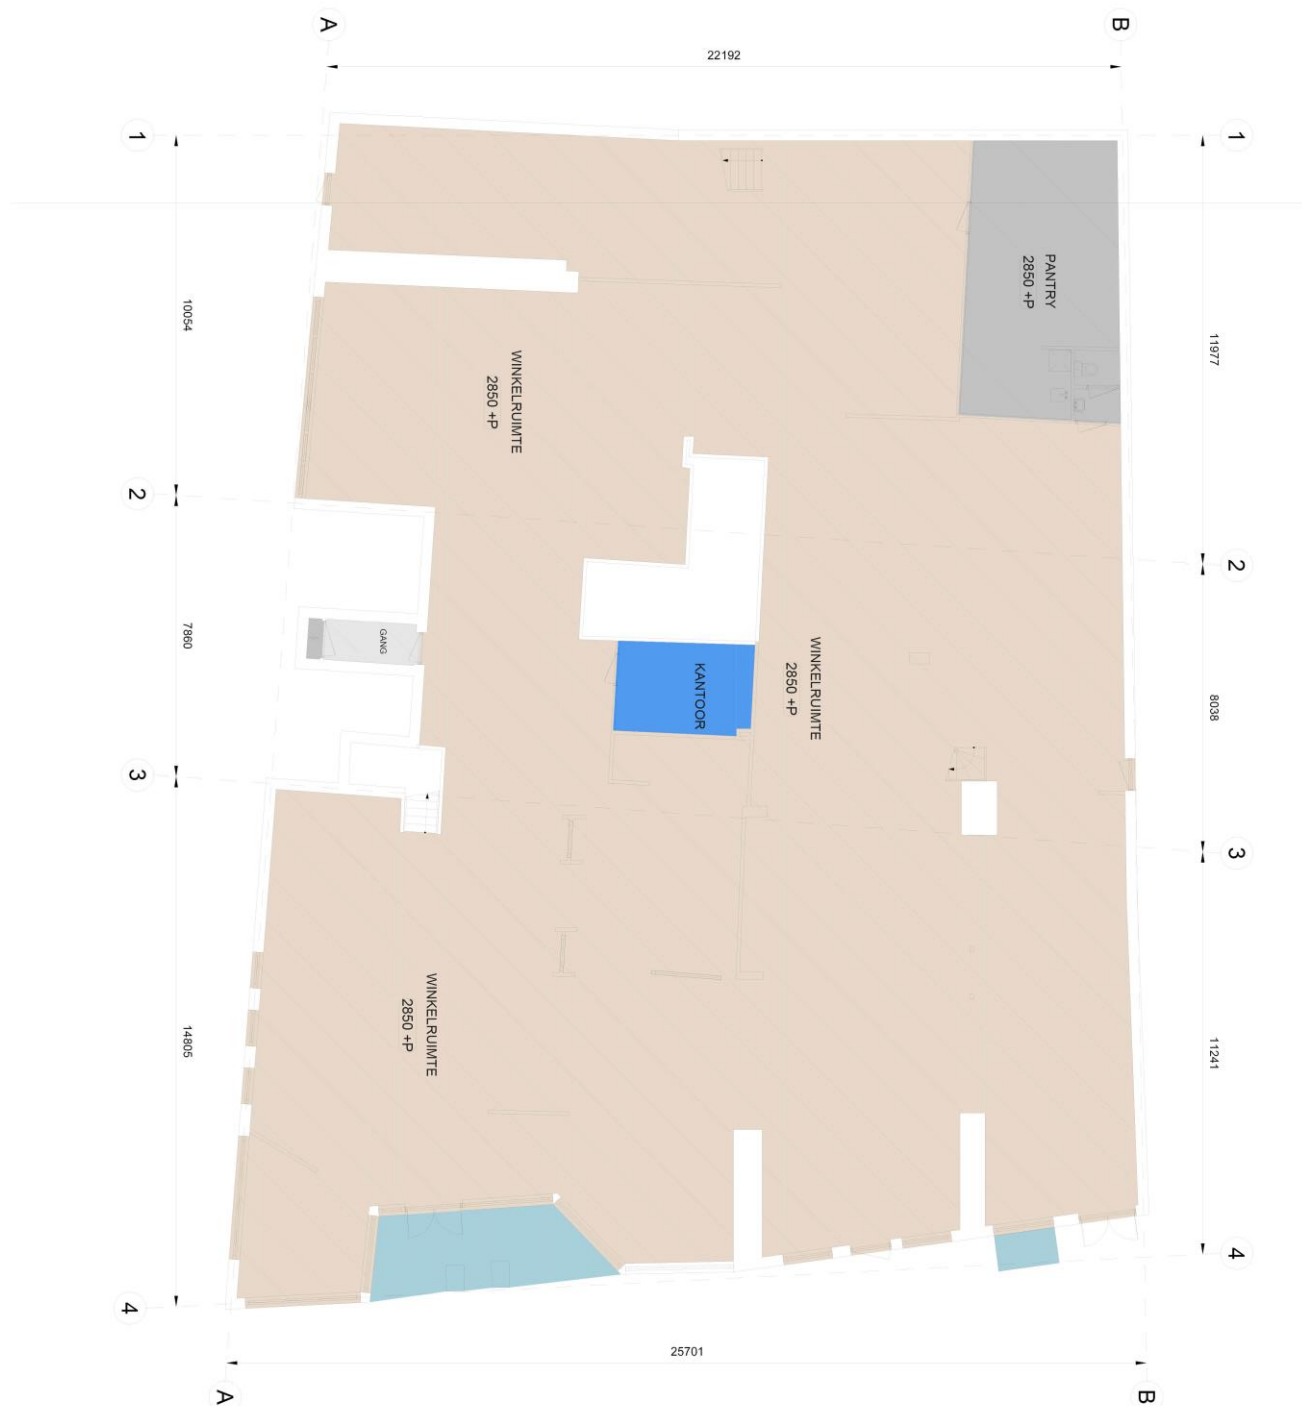 A
B
22192
1
1
PANTRY
2850 +P
10054
11977
WINKELRUIMTE
2850 +P
2
2
GANG
7860
WINKELRUIMTE
2850 +P
KANTOOR
8038
3
3
WINKELRUIMTE
2850 +P
14805
11241
4
4
25701
A
B